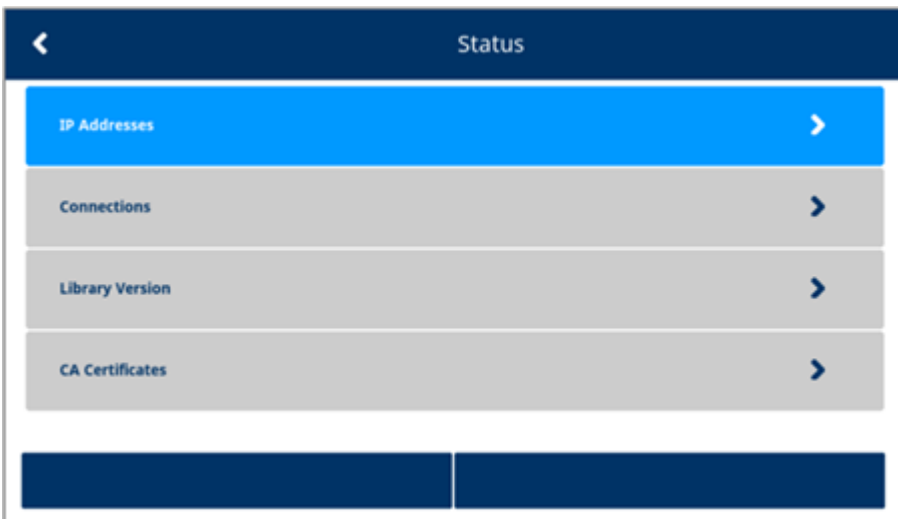 Status
IP Addresses
Connections
Library Version
CA Certificates